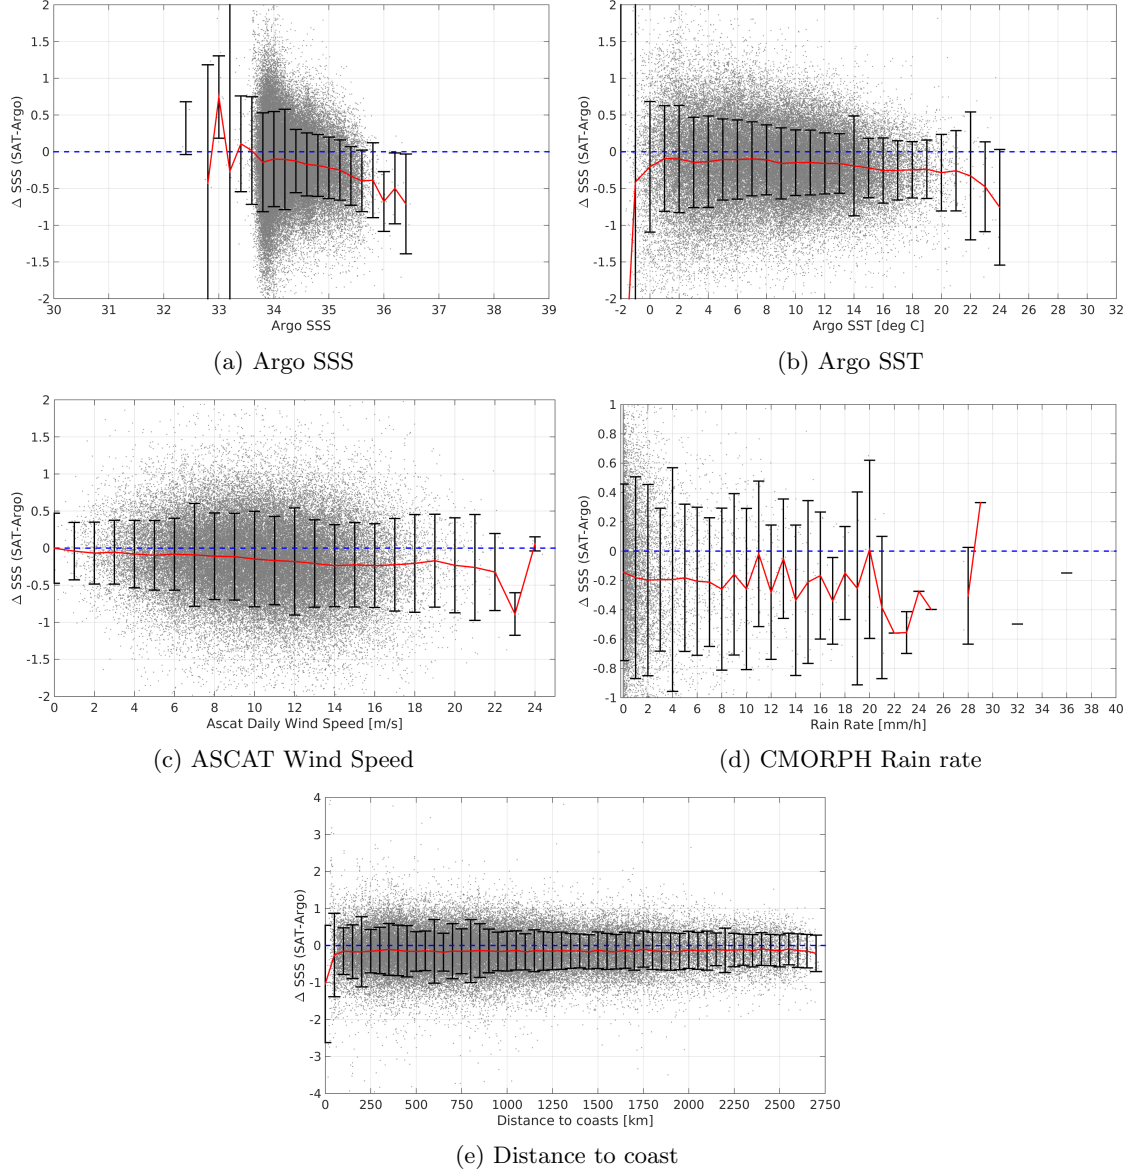 2
1.5
1
0.5
0
-0.5
-1
-1.5
-2
Δ SSS (SAT-Argo)
30 31 32 33 34 35 36 37 38 39
Argo SSS
(a) Argo SSS
2
1.5
1
0.5
0
-0.5
-1
-1.5
-2
Δ SSS (SAT-Argo)
-2 0 2 4 6 8 10 12 14 16 18 20 22 24 26 28 30 32
Argo SST [deg C]
(b) Argo SST
2
1.5
1
0.5
0
-0.5
-1
-1.5
-2
Δ SSS (SAT-Argo)
0 2 4 6 8 10 12 14 16 18 20 22 24
Ascat Daily Wind Speed [m/s]
(c) ASCAT Wind Speed
1
0.8
0.6
0.4
0.2
0
-0.2
-0.4
-0.6
-0.8
-1
Δ SSS (SAT-Argo)
0 2 4 6 8 10 12 14 16 18 20 22 24 26 28 30 32 34 36 38 40
Rain Rate [mm/h]
(d) CMORPH Rain rate
4
3
2
1
0
-1
-2
-3
-4
Δ SSS (SAT-Argo)
0 250 500 750 1000 1250 1500 1750 2000 2250 2500 2750
Distance to coasts [km]
(e) Distance to coast